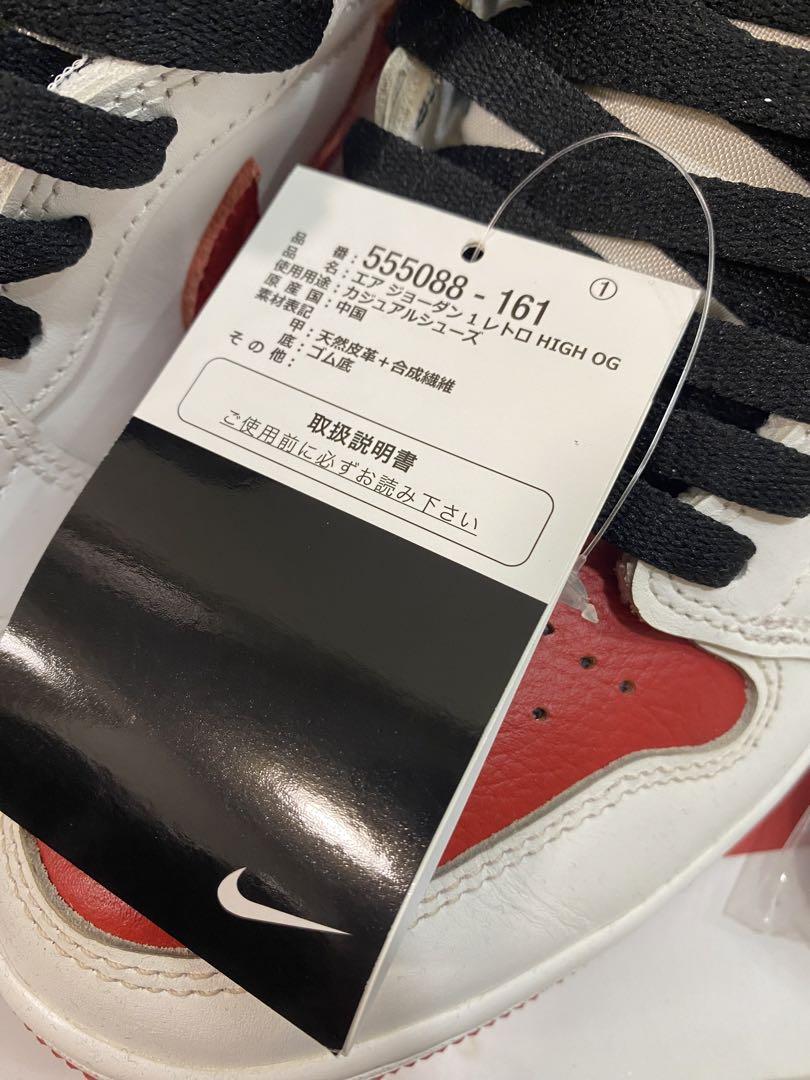 ①
品　　番：555088 - 161
品　　名：エア ジョーダン 1 レトロ HIGH OG
使用用途：カジュアルシューズ
原 産 国：中国
素材表記
甲：天然皮革＋合成繊維
底：ゴム底
そ の 他：
取扱説明書
ご使用前に必ずお読み下さい